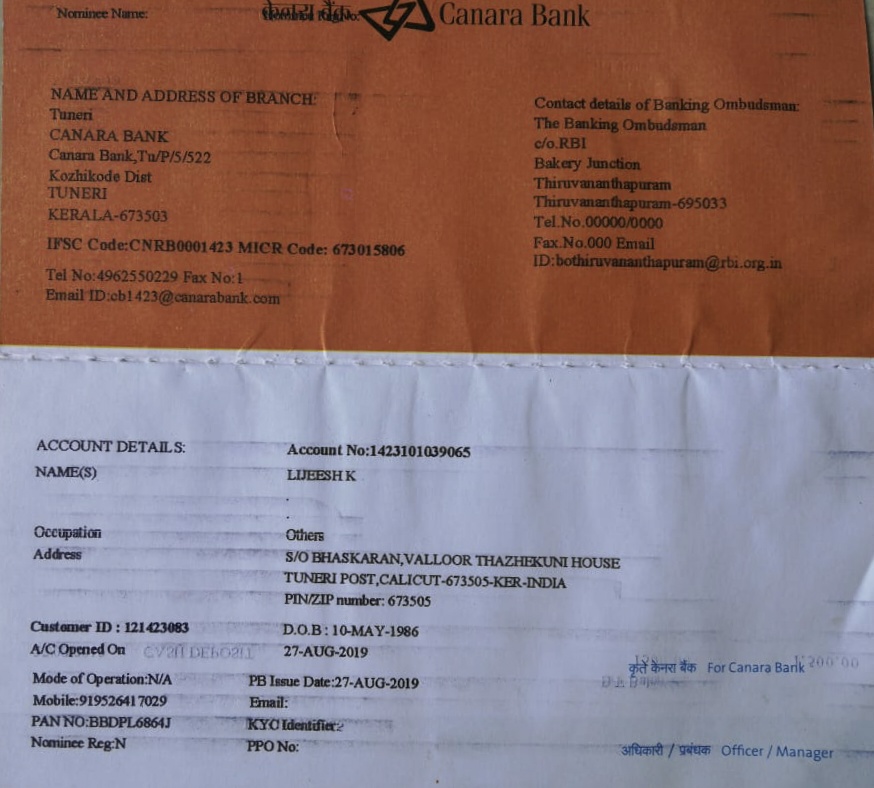 Nominee Name:
केनरा बैंक Canara Bank
NAME AND ADDRESS OF BRANCH:
Tuneri
CANARA BANK
Canara Bank,Tu/P/5/522
Kozhikode Dist
TUNERI
KERALA-673503
IFSC Code:CNRB0001423 MICR Code: 673015806
Tel No:4962550229 Fax No:1
Email ID:cb1423@canarabank.com
Contact details of Banking Ombudsman:
The Banking Ombudsman
c/o.RBI
Bakery Junction
Thiruvananthapuram
Thiruvananthapuram-695033
Tel.No.00000/0000
Fax.No.000 Email
ID:bothiruvananthapuram@rbi.org.in
ACCOUNT DETAILS: Account No:1423101039065
NAME(S) LIJEESH K
.
.
Occupation Others
Address S/O BHASKARAN,VALLOOR THAZHEKUNI HOUSE
TUNERI POST,CALICUT-673505-KER-INDIA
PIN/ZIP number: 673505
Customer ID : 121423083 D.O.B : 10-MAY-1986
A/C Opened On 27-AUG-2019
Mode of Operation:N/A PB Issue Date:27-AUG-2019
Mobile:919526417029 Email:
PAN NO:BBDPL6864J KYC Identifier:
Nominee Reg:N PPO No:
कृते केनरा बैंक For Canara Bank
अधिकारी / प्रबंधक Officer / Manager